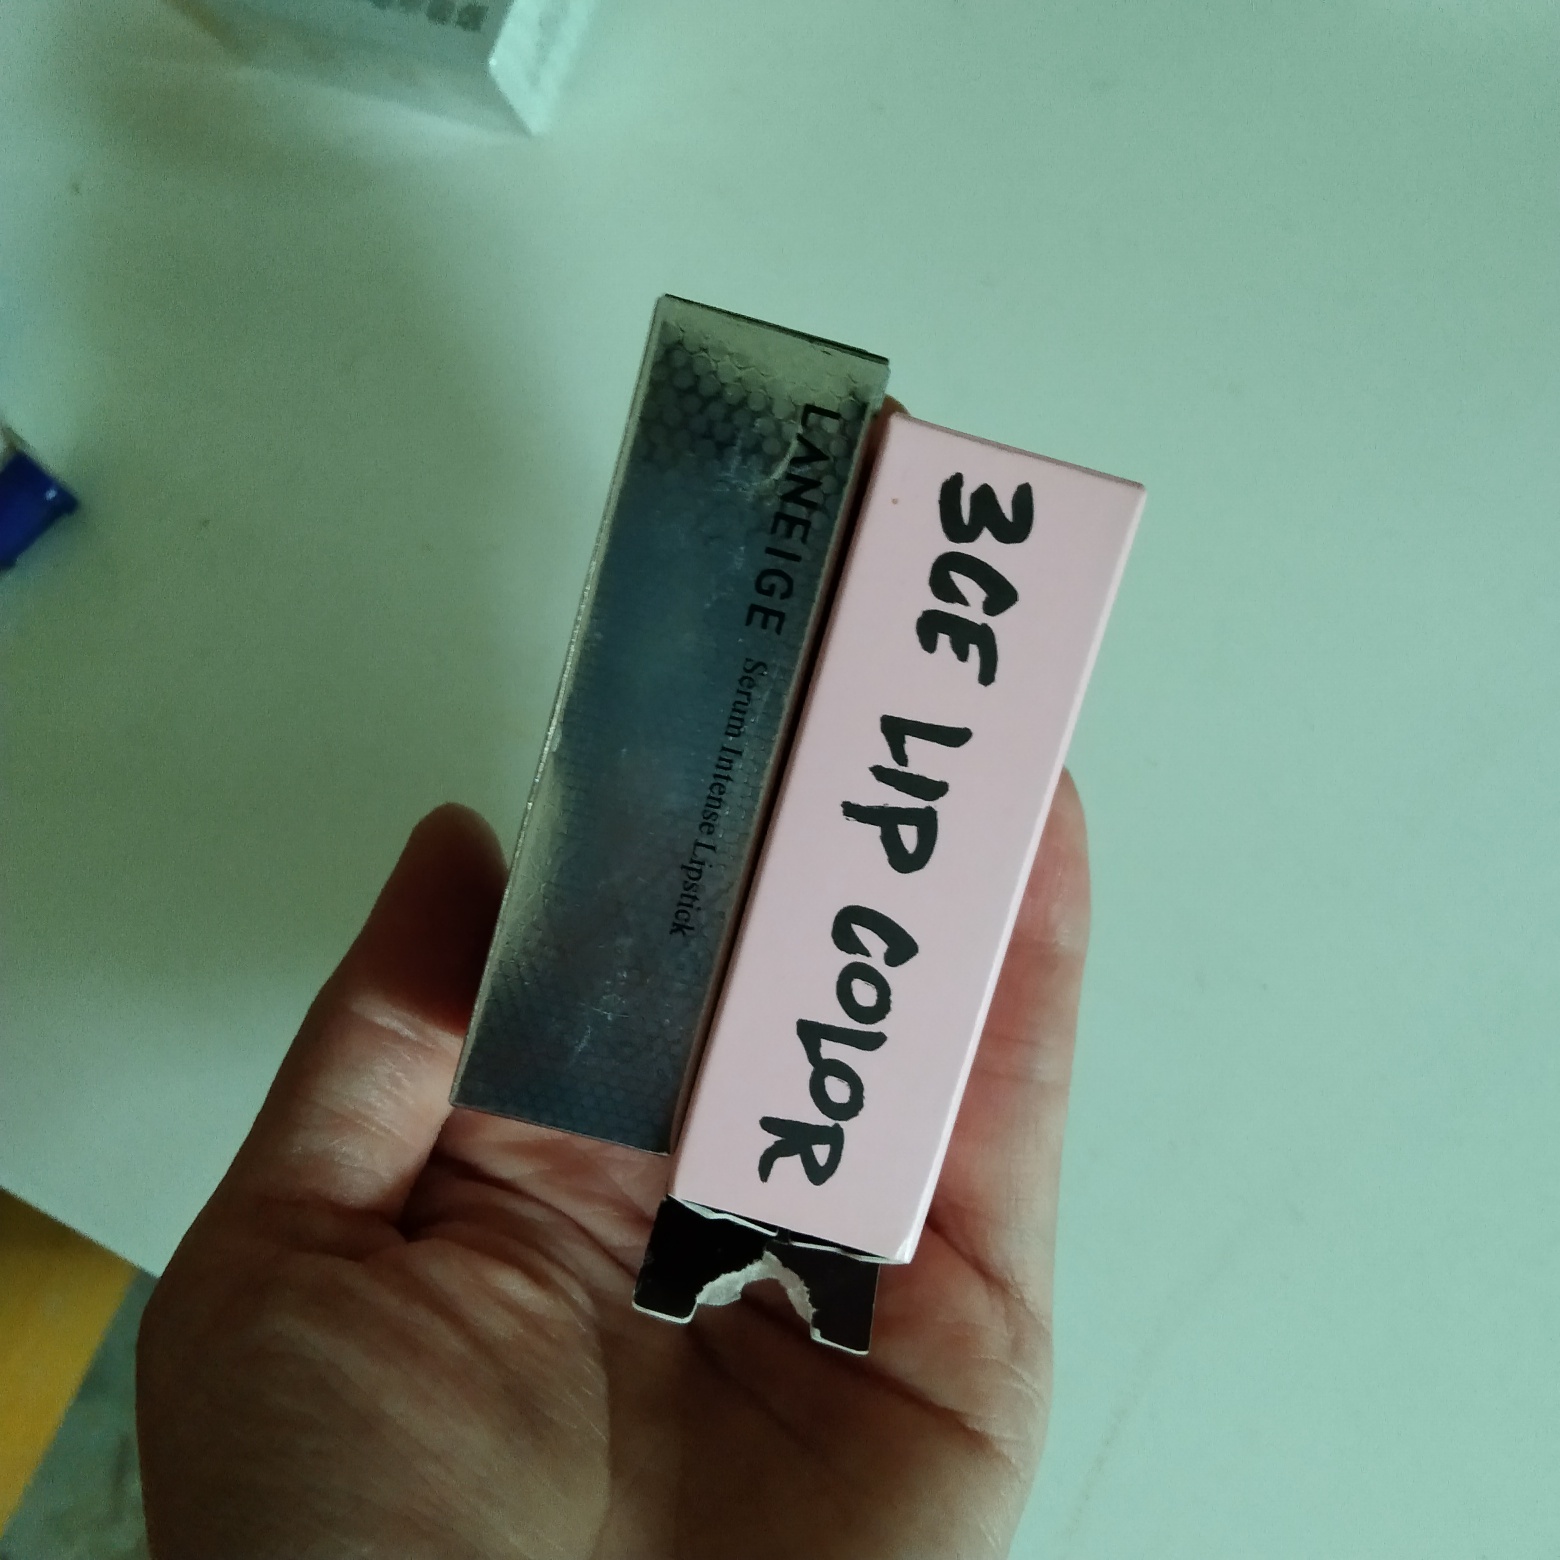 LANEIGE Serum Intense Lipstick
3CE LIP COLOR